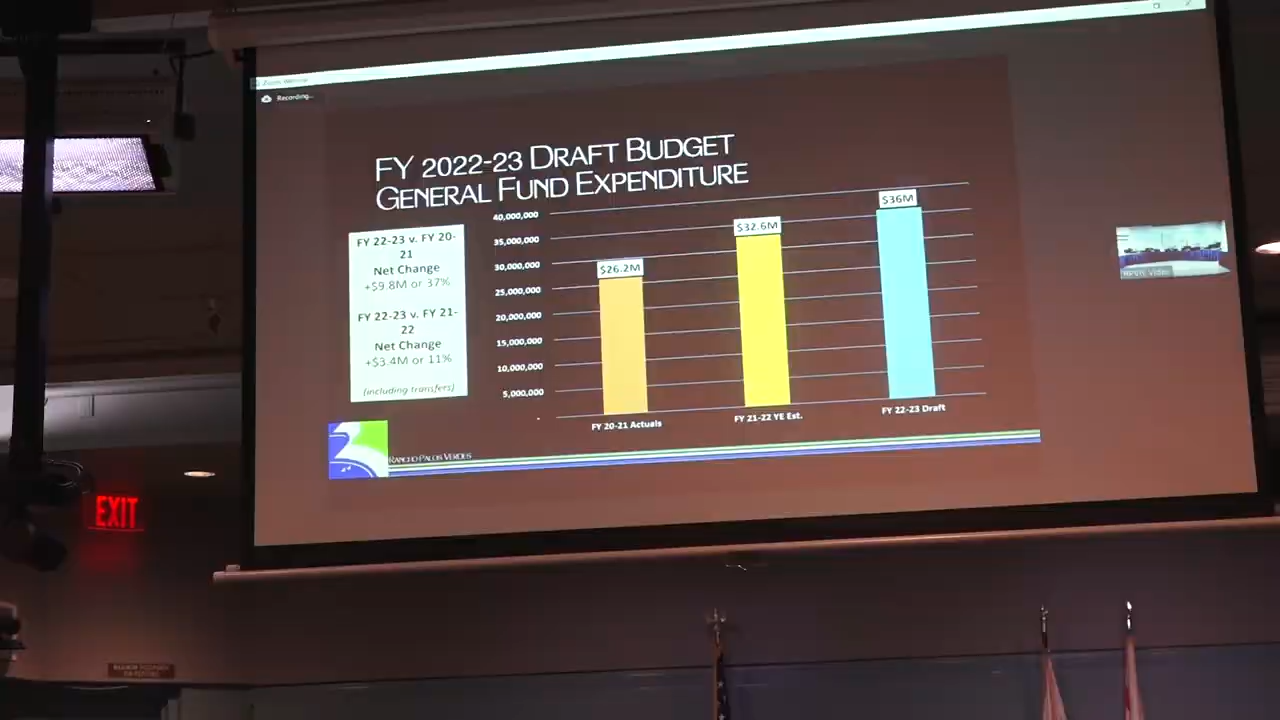 Zoom Webinar
Recording...
FY 2022-23 DRAFT BUDGET
GENERAL FUND EXPENDITURE
FY 22-23 v. FY 20-
21
Net Change
+$9.8M or 37%
FY 22-23 v. FY 21-
22
Net Change
+$3.4M or 11%
(including transfers)
40,000,000
35,000,000
30,000,000
25,000,000
20,000,000
15,000,000
10,000,000
5,000,000
-
$26.2M
$32.6M
$36M
FY 20-21 Actuals
FY 21-22 YE Est.
FY 22-23 Draft
RANCHO PALOS VERDES
EXIT